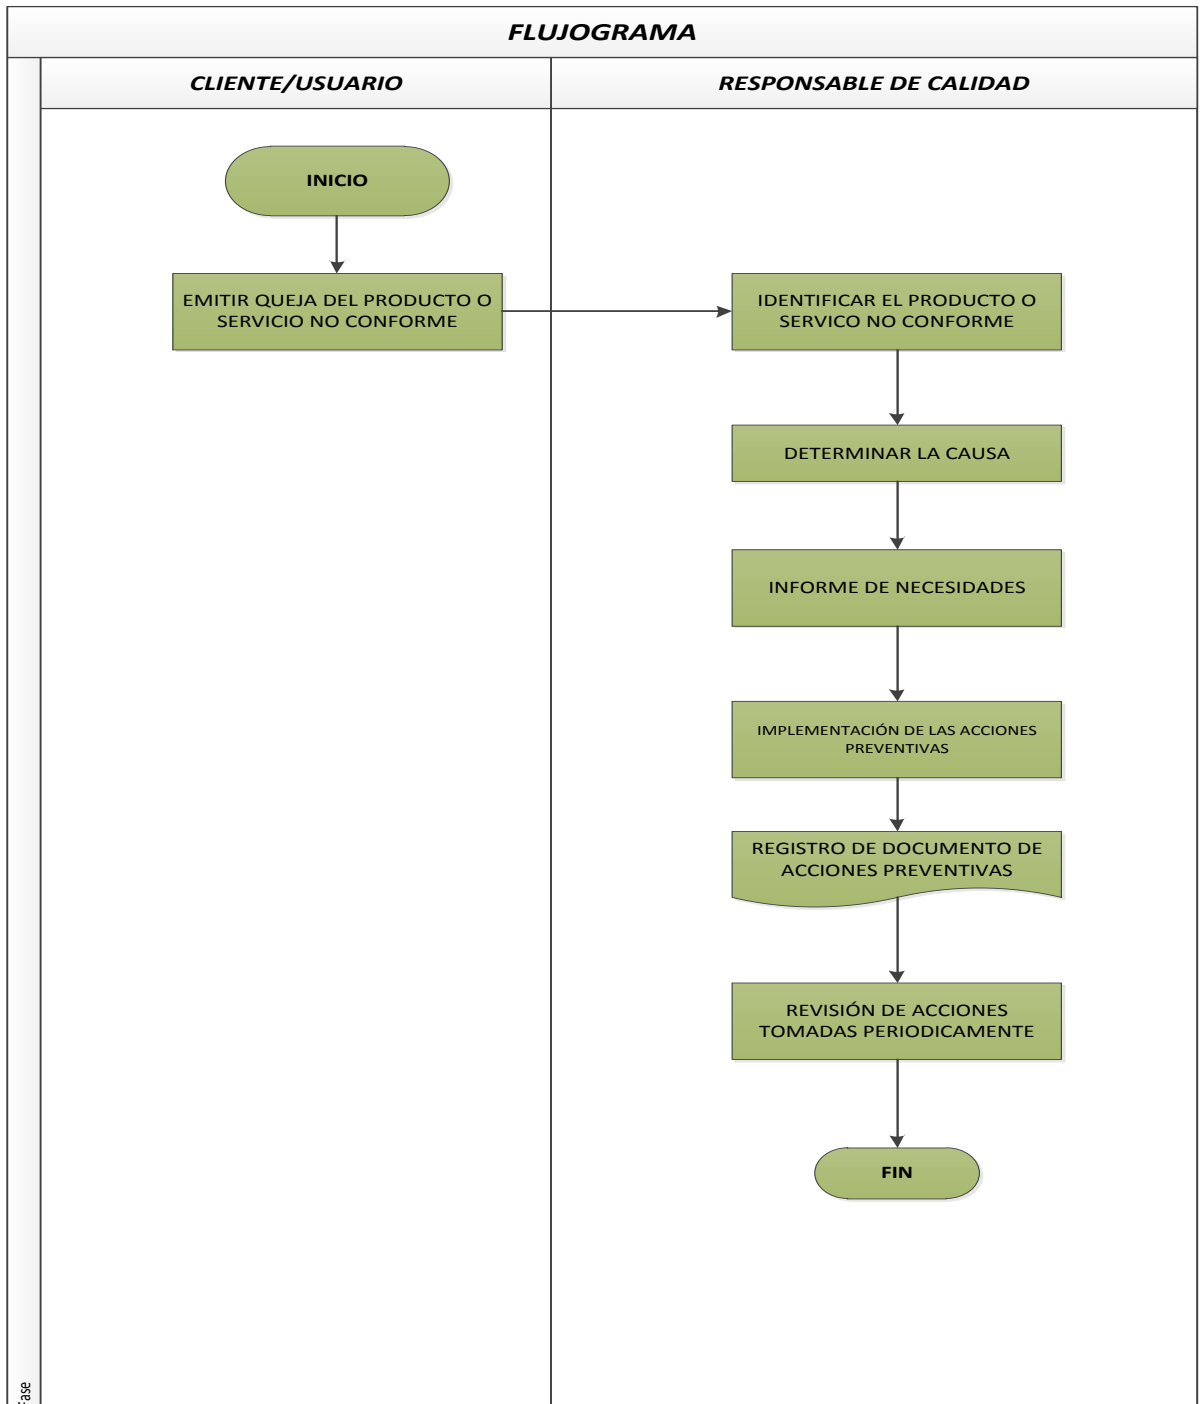 FLUJOGRAMA
CLIENTE/USUARIO
RESPONSABLE DE CALIDAD
INICIO
EMITIR QUEJA DEL PRODUCTO O
SERVICIO NO CONFORME
IDENTIFICAR EL PRODUCTO O
SERVICO NO CONFORME
DETERMINAR LA CAUSA
INFORME DE NECESIDADES
IMPLEMENTACIÓN DE LAS ACCIONES
PREVENTIVAS
REGISTRO DE DOCUMENTO DE
ACCIONES PREVENTIVAS
REVISIÓN DE ACCIONES
TOMADAS PERIODICAMENTE
FIN
Fase